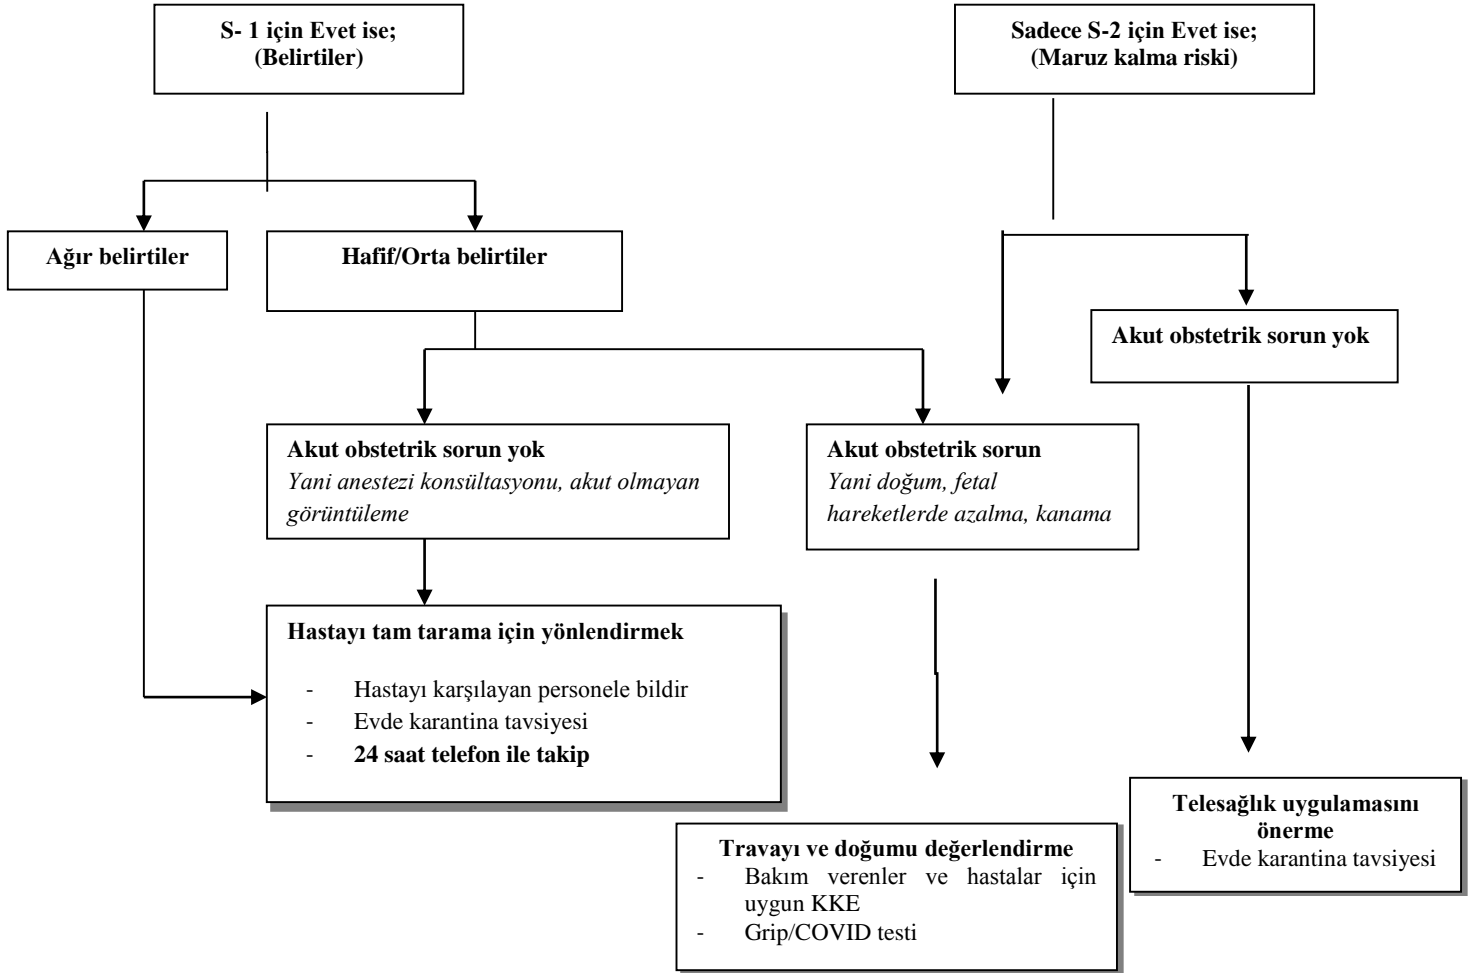 S- 1 için Evet ise;
(Belirtiler)
Sadece S-2 için Evet ise;
(Maruz kalma riski)
Ağır belirtiler
Hafif/Orta belirtiler
Akut obstetrik sorun yok
Akut obstetrik sorun yok
Yani anestezi konsültasyonu, akut olmayan
görüntüleme
Akut obstetrik sorun
Yani doğum, fetal
hareketlerde azalma, kanama
Hastayı tam tarama için yönlendirmek
- Hastayı karşılayan personele bildir
- Evde karantina tavsiyesi
- 24 saat telefon ile takip
Travayı ve doğumu değerlendirme
- Bakım verenler ve hastalar için
uygun KKE
- Grip/COVID testi
Telesağlık uygulamasını
önerme
- Evde karantina tavsiyesi